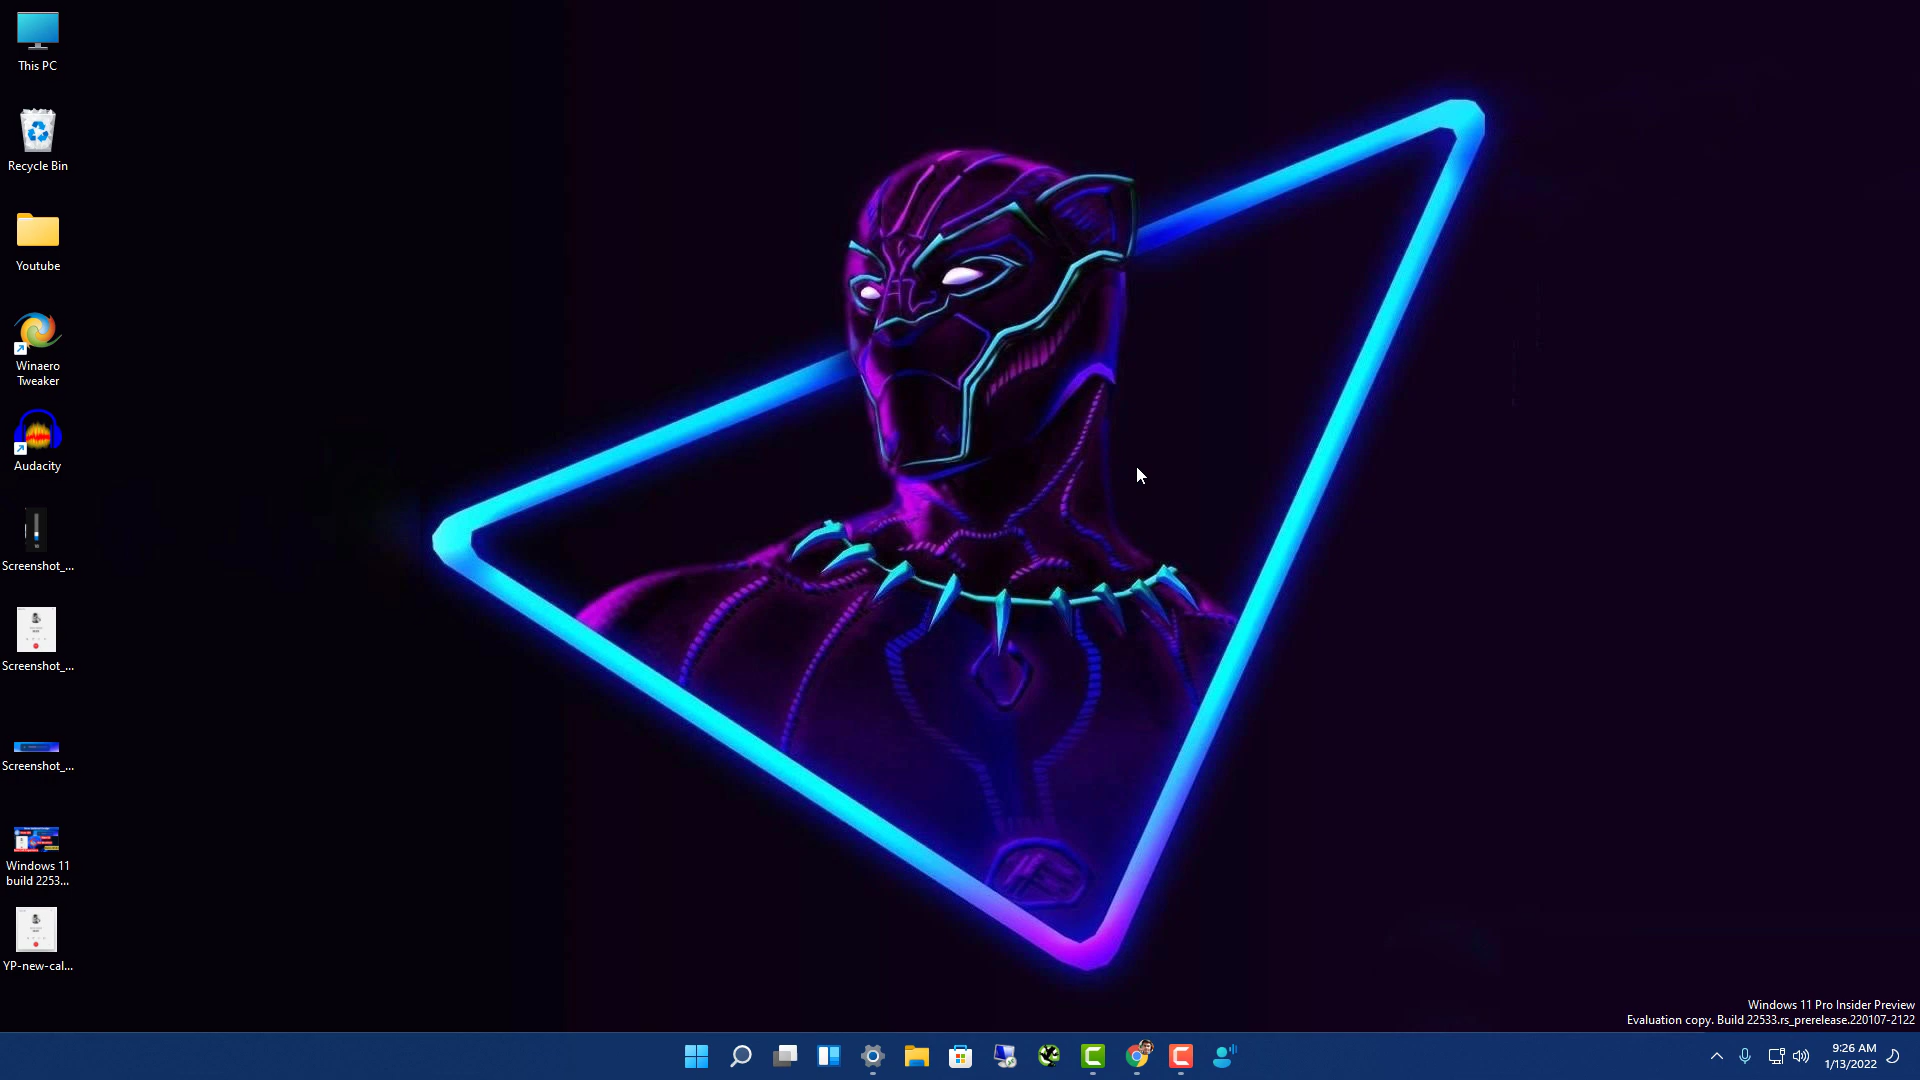 This PC
Recycle Bin
Youtube
Winaero
Tweaker
Audacity
Screenshot_...
Screenshot_...
Screenshot_...
Windows 11
build 2253...
YP-new-cal...
Windows 11 Pro Insider Preview
Evaluation copy. Build 22533.rs_prerelease.220107-2122
9:26 AM
1/13/2022